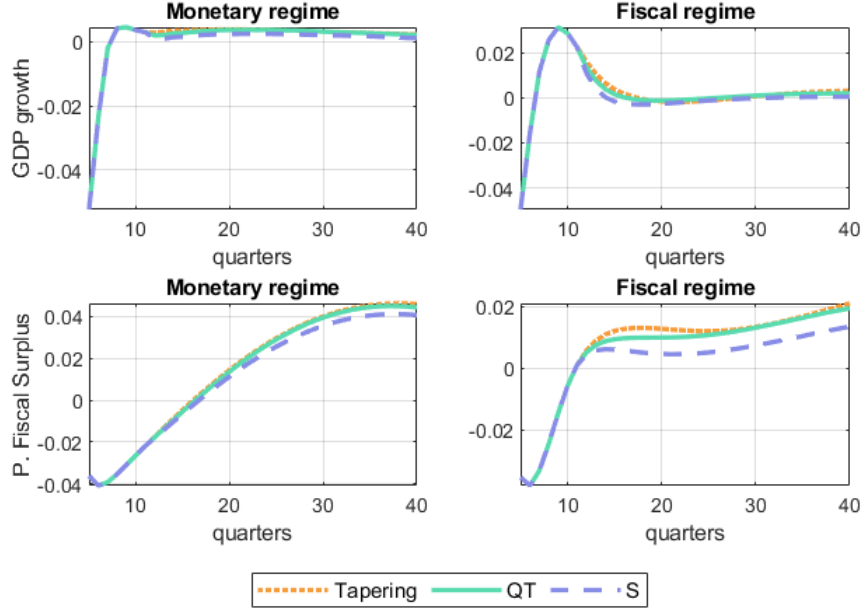 Monetary regime
Fiscal regime
GDP growth
0
-0.02
-0.04
10 20 30 40
quarters
0.02
0
-0.02
-0.04
10 20 30 40
quarters
Monetary regime
Fiscal regime
P. Fiscal Surplus
0.04
0.02
0
-0.02
-0.04
10 20 30 40
quarters
0.02
0
-0.02
10 20 30 40
quarters
Tapering QT S